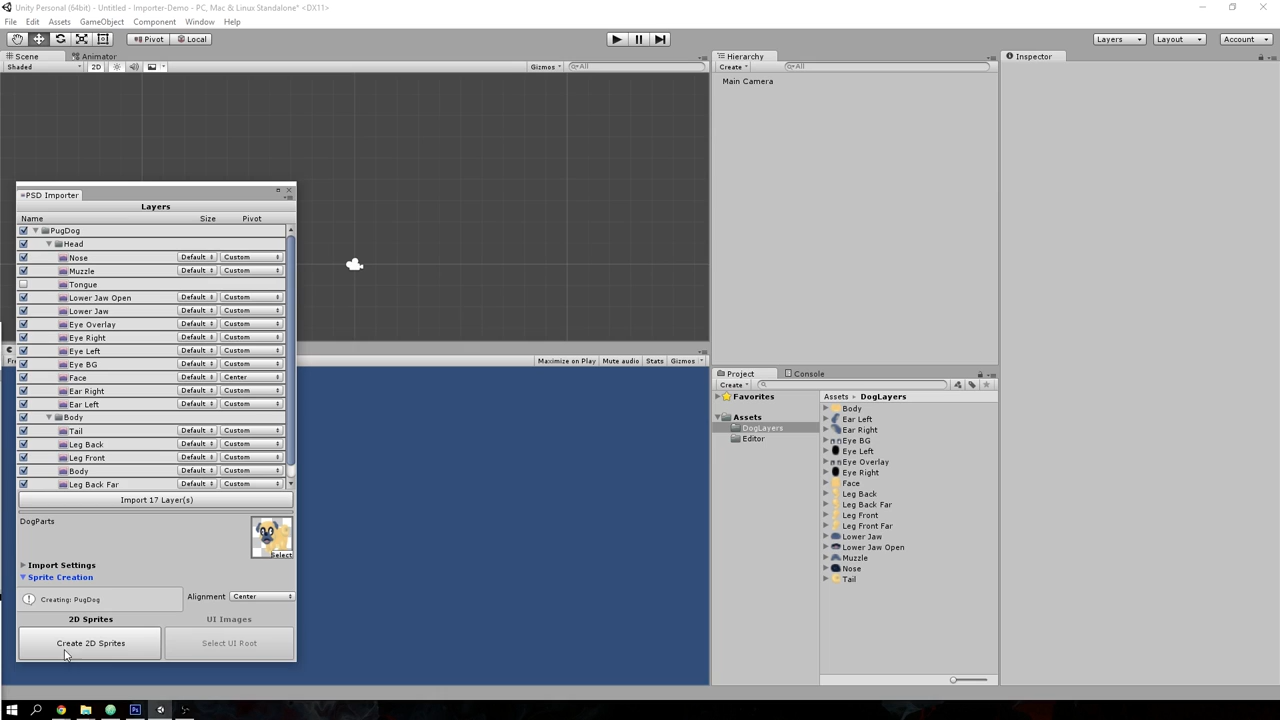 Unity Personal (64bit) - Untitled - Importer-Demo - PC, Mac & Linux Standalone* <DX11>
File Edit Assets GameObject Component Window Help
Pivot Local Layers Layout Account
Scene Animator
Shaded 2D Gizmos All
Hierarchy
Create All
Main Camera
Inspector
PSD Importer
Layers
Name Size Pivot
PugDog
Head
Nose Default Custom
Muzzle Default Custom
Tongue
Lower Jaw Open Default Custom
Lower Jaw Default Custom
Eye Overlay Default Custom
Eye Right Default Custom
Eye Left Default Custom
Eye BG Default Custom
Face Default Center
Ear Right Default Custom
Ear Left Default Custom
Body
Tail Default Custom
Leg Back Default Custom
Leg Front Default Custom
Body Default Custom
Leg Back Far Default Custom
Import 17 Layer(s)
DogParts
Select
Import Settings
Sprite Creation
Creating: PugDog
Alignment Center
2D Sprites UI Images
Create 2D Sprites Select UI Root
Maximize on Play Mute audio Stats Gizmos
Project Console
Create
Favorites
Assets
DogLayers
Editor
Assets DogLayers
Body
Ear Left
Ear Right
Eye BG
Eye Left
Eye Overlay
Eye Right
Face
Leg Back
Leg Back Far
Leg Front
Leg Front Far
Lower Jaw
Lower Jaw Open
Muzzle
Nose
Tail